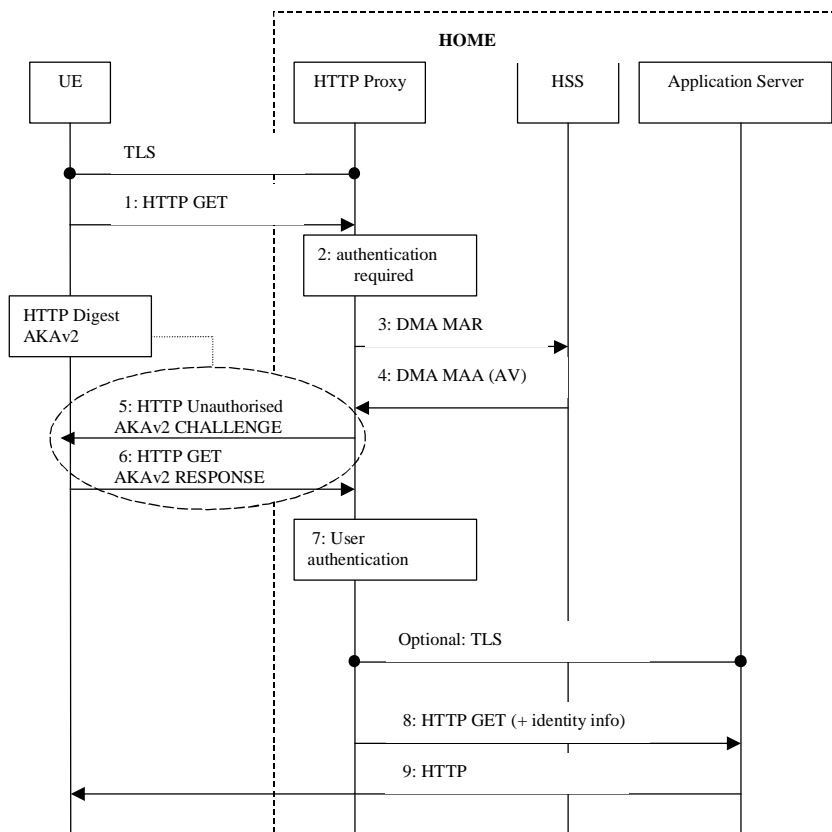 HOME
UE
HTTP Proxy
HSS
Application Server
TLS
1: HTTP GET
2: authentication
required
HTTP Digest
AKAv2
3: DMA MAR
4: DMA MAA (AV)
5: HTTP Unauthorised
AKAv2 CHALLENGE
6: HTTP GET
AKAv2 RESPONSE
7: User
authentication
Optional: TLS
8: HTTP GET (+ identity info)
9: HTTP